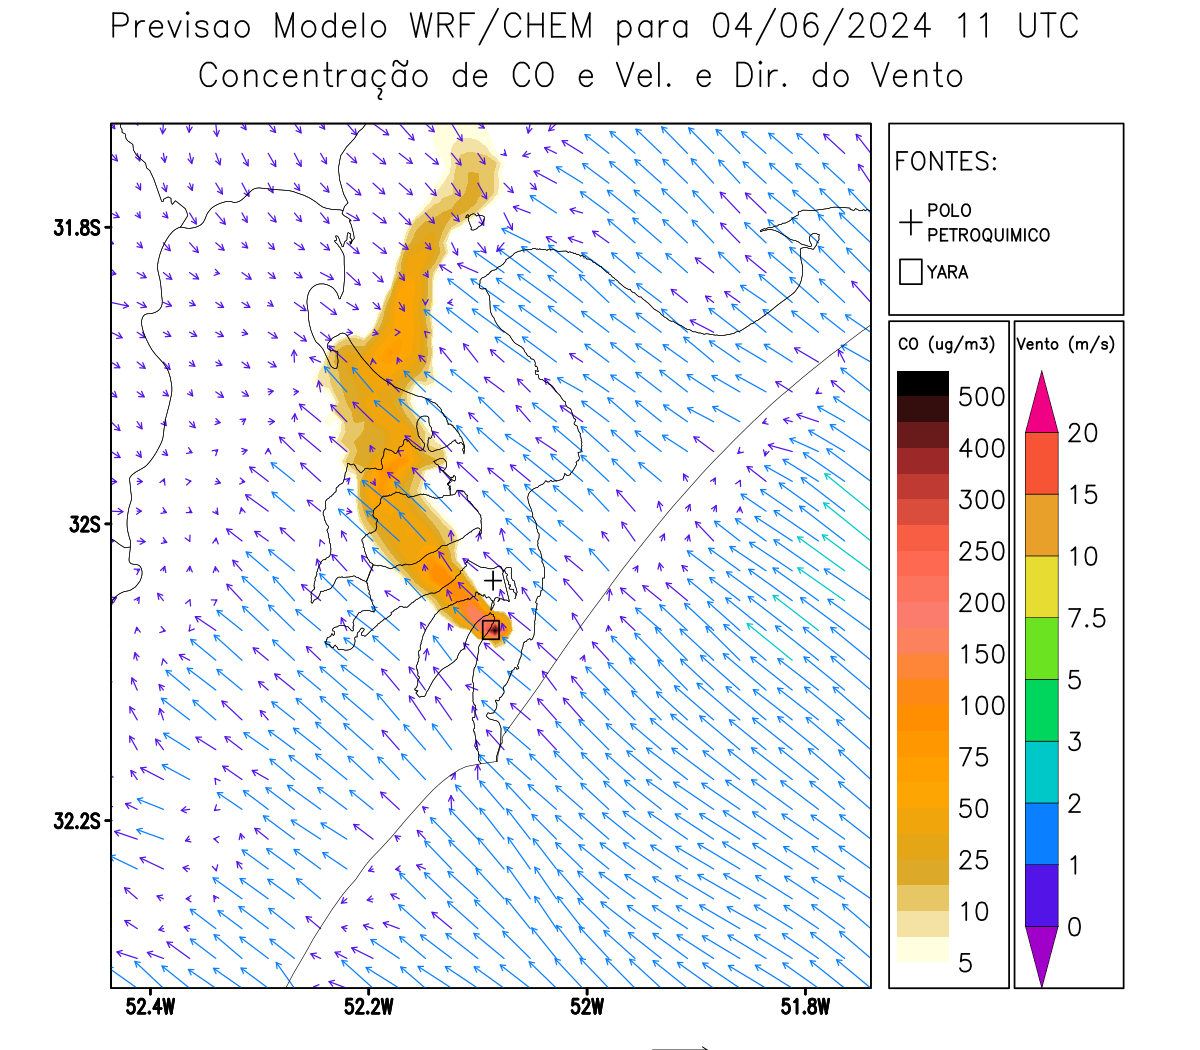 Previsao Modelo WRF/CHEM para 04/06/2024 11 UTC
Concentração de CO e Vel. e Dir. do Vento
FONTES:
POLO
PETROQUIMICO
YARA
31.8S
32S
32.2S
52.4W
52.2W
52W
51.8W
CO (ug/m3)
500
400
300
250
200
150
100
75
50
25
10
5
Vento (m/s)
20
15
10
7.5
5
3
2
1
0